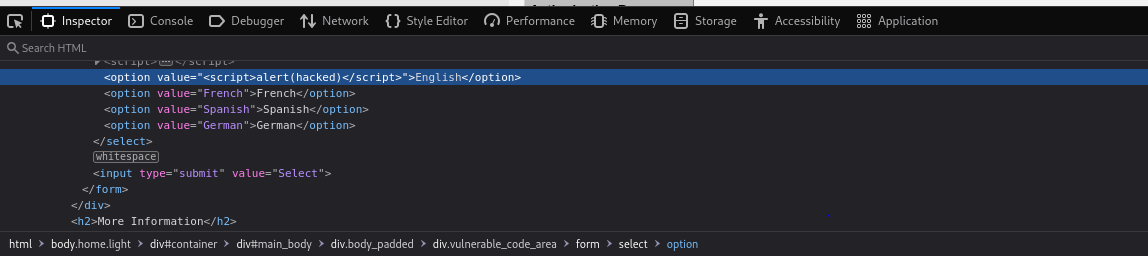 Inspector Console Debugger Network Style Editor Performance Memory Storage Accessibility Application
Search HTML
<script></script>
<option value="<script>alert(hacked)</script>">English</option>
<option value="French">French</option>
<option value="Spanish">Spanish</option>
<option value="German">German</option>
</select>
whitespace
<input type="submit" value="Select">
</form>
</div>
<h2>More Information</h2>
html > body.home.light > div#container > div#main_body > div.body_padded > div.vulnerable_code_area > form > select > option